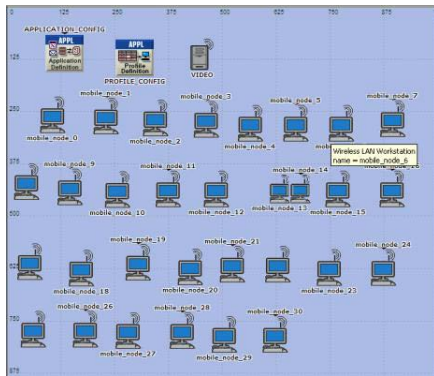 0 125 250 375 500 625 750 875
APPLICATION_CONFIG
APPL
Application
Definition
APPL
Profile
Definition
PROFILE_CONFIG
VIDEO
125
mobile_node_1
mobile_node_3
mobile_node_5
mobile_node_7
250
mobile_node_0
mobile_node_2
mobile_node_4
Wireless LAN Workstation
name = mobile_node_6
mobile_node_9
mobile_node_11
mobile_node_14
375
mobile_node_10
mobile_node_12
mobile_node_13
mobile_node_15
500
mobile_node_19
mobile_node_21
mobile_node_24
625
mobile_node_18
mobile_node_20
mobile_node_23
mobile_node_26
mobile_node_28
mobile_node_30
750
mobile_node_27
mobile_node_29
875